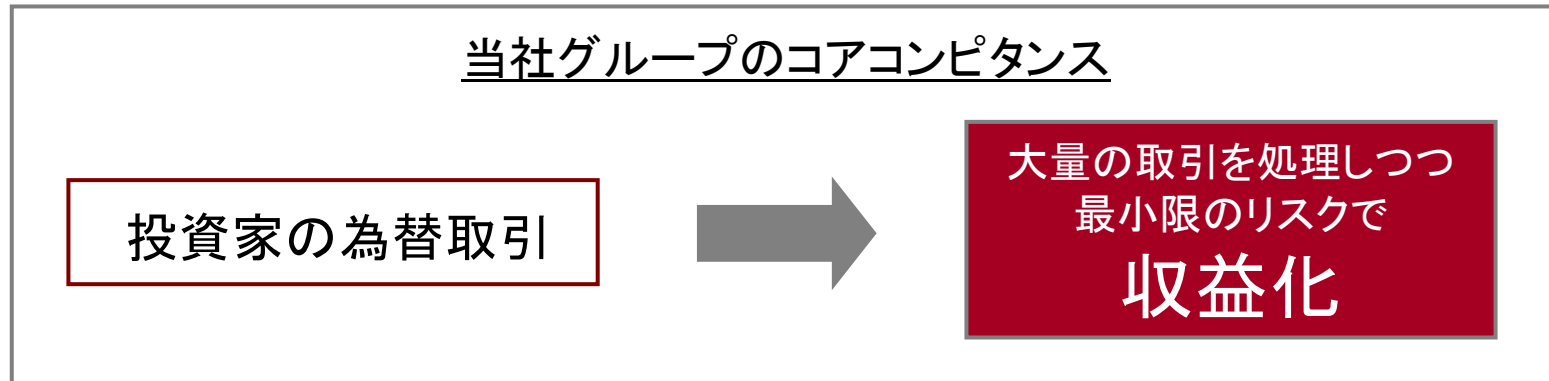 当社グループのコアコンピタンス
投資家の為替取引
大量の取引を処理しつつ
最小限のリスクで
収益化